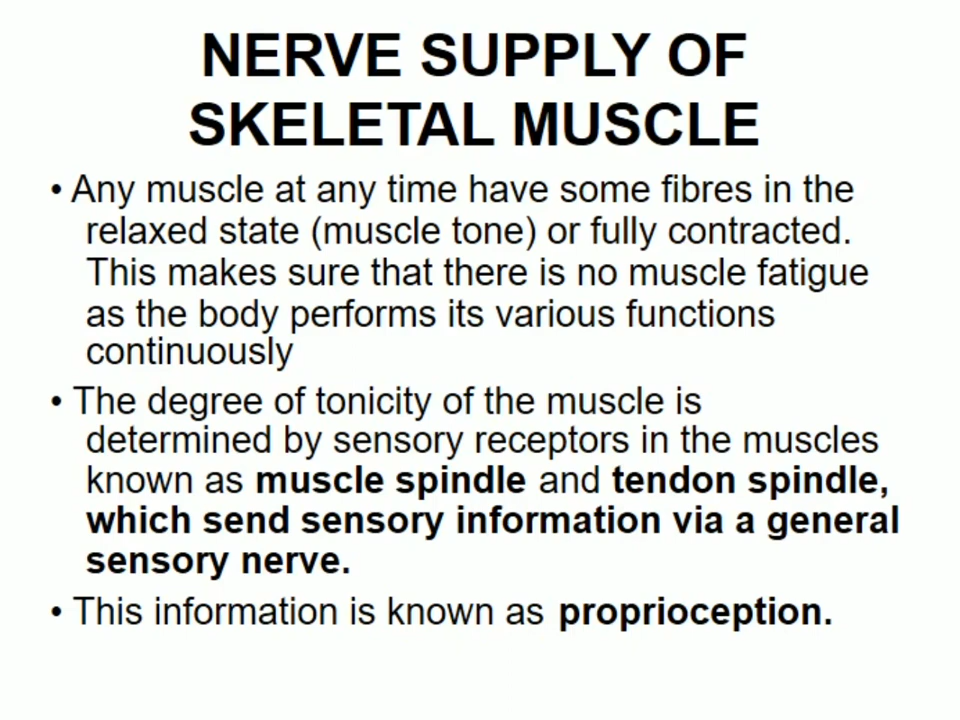 NERVE SUPPLY OF
SKELETAL MUSCLE
• Any muscle at any time have some fibres in the
relaxed state (muscle tone) or fully contracted.
This makes sure that there is no muscle fatigue
as the body performs its various functions
continuously
• The degree of tonicity of the muscle is
determined by sensory receptors in the muscles
known as muscle spindle and tendon spindle,
which send sensory information via a general
sensory nerve.
• This information is known as proprioception.